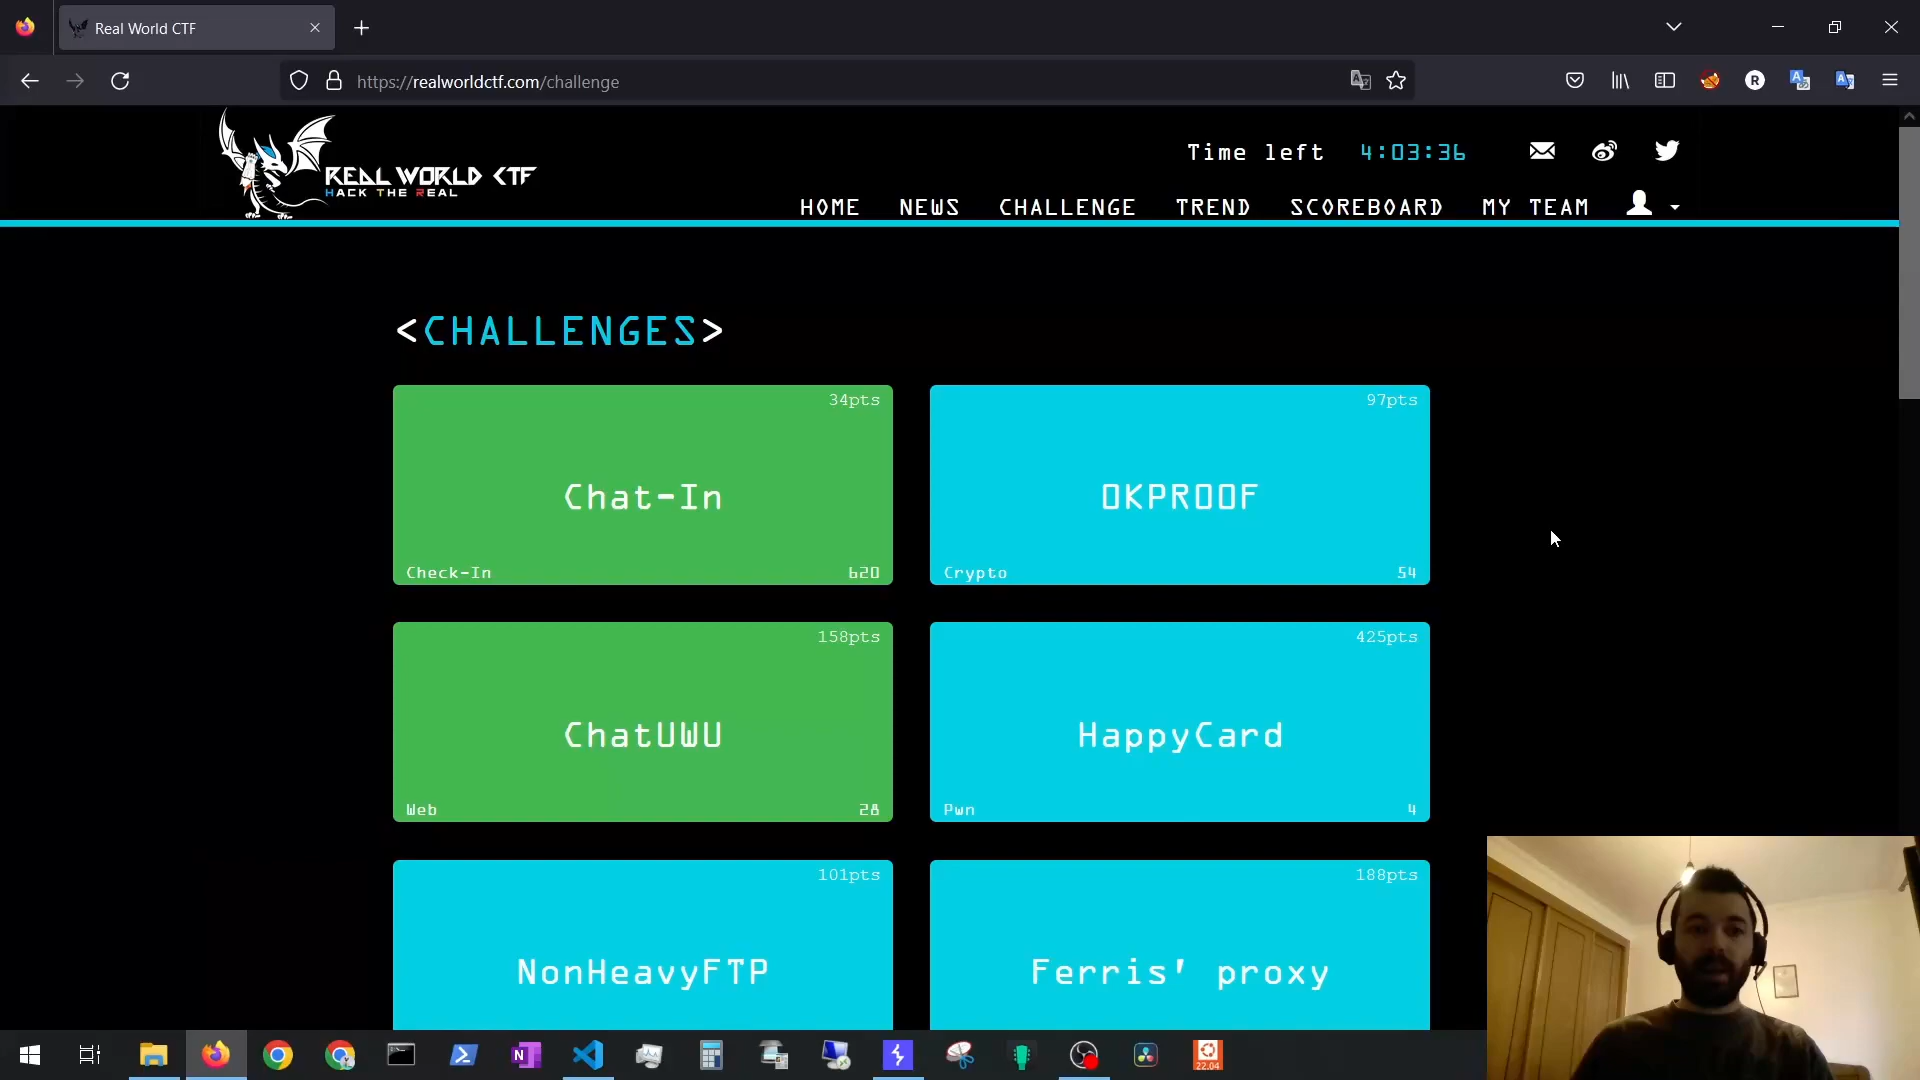 Real World CTF
https://realworldctf.com/challenge
REAL WORLD CTF
HACK THE REAL
Time left 4:03:36
HOME NEWS CHALLENGE TREND SCOREBOARD MY TEAM
<CHALLENGES>
34pts
Chat-In
Check-In 620
97pts
OKPROOF
Crypto 54
158pts
ChatUWU
Web 28
425pts
HappyCard
Pwn 4
101pts
NonHeavyFTP
188pts
Ferris' proxy
22.04